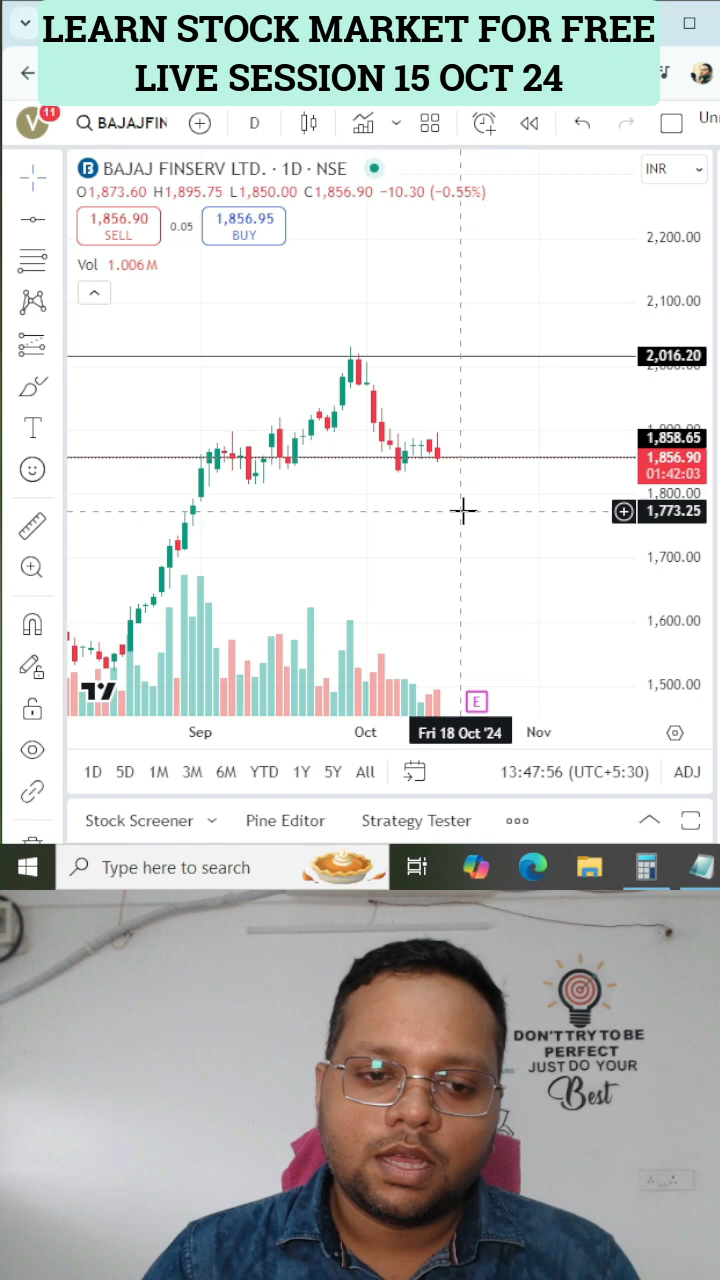 LEARN STOCK MARKET FOR FREE
LIVE SESSION 15 OCT 24
V
11
BAJAJFIN
D
BAJAJ FINSERV LTD. · 1D · NSE
INR
O1,873.60 H1,895.75 L1,850.00 C1,856.90 −10.30 (−0.55%)
1,856.90
SELL
0.05
1,856.95
BUY
Vol 1.006M
2,200.00
2,100.00
2,016.20
1,858.65
1,856.90
01:42:03
1,800.00
1,773.25
1,700.00
1,600.00
1,500.00
E
Sep
Oct
Fri 18 Oct '24
Nov
1D 5D 1M 3M 6M YTD 1Y 5Y All
13:47:56 (UTC+5:30)
ADJ
Stock Screener
Pine Editor
Strategy Tester
Type here to search
DON'T TRY TO BE
PERFECT
JUST DO YOUR
Best